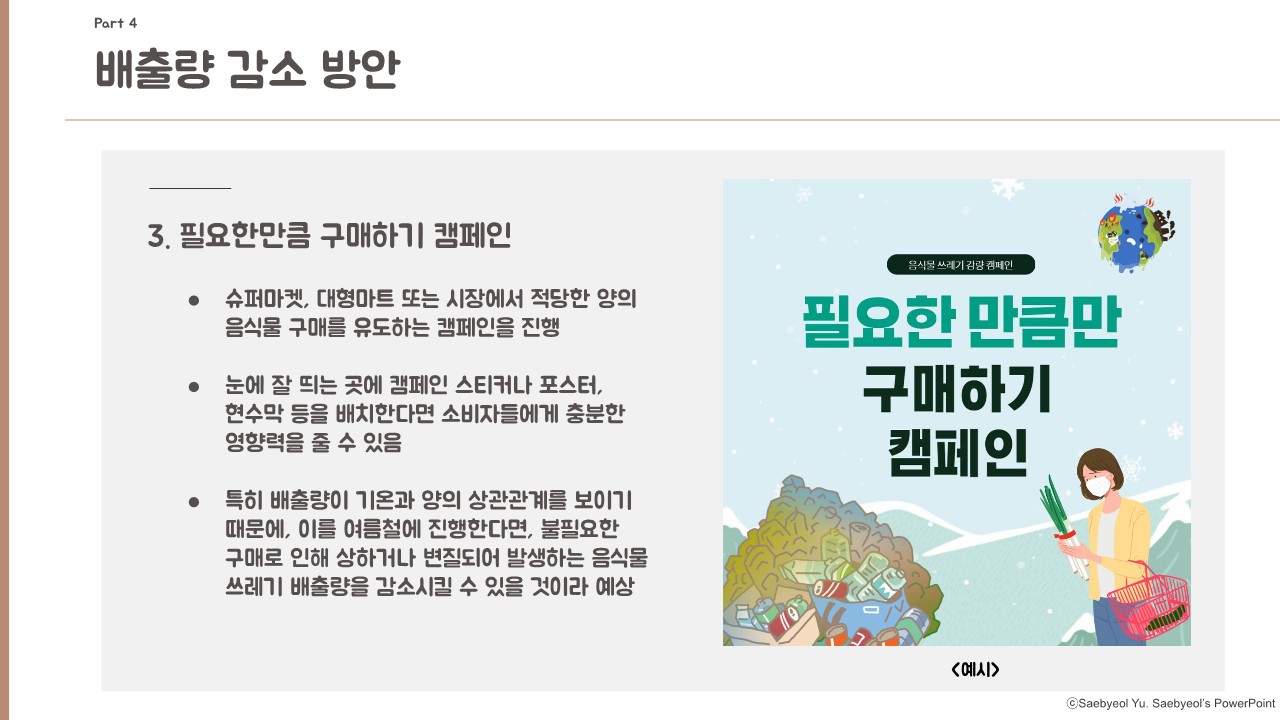 Part 4
배출량 감소 방안
3. 필요한만큼 구매하기 캠페인
● 슈퍼마켓, 대형마트 또는 시장에서 적당한 양의
음식물 구매를 유도하는 캠페인을 진행
● 눈에 잘 띄는 곳에 캠페인 스티커나 포스터,
현수막 등을 배치한다면 소비자들에게 충분한
영향력을 줄 수 있음
● 특히 배출량이 기온과 양의 상관관계를 보이기
때문에, 이를 여름철에 진행한다면, 불필요한
구매로 인해 상하거나 변질되어 발생하는 음식물
쓰레기 배출량을 감소시킬 수 있을 것이라 예상
음식물 쓰레기 감량 캠페인
필요한 만큼만
구매하기
캠페인
<예시>
ⓒSaebyeol Yu. Saebyeol's PowerPoint